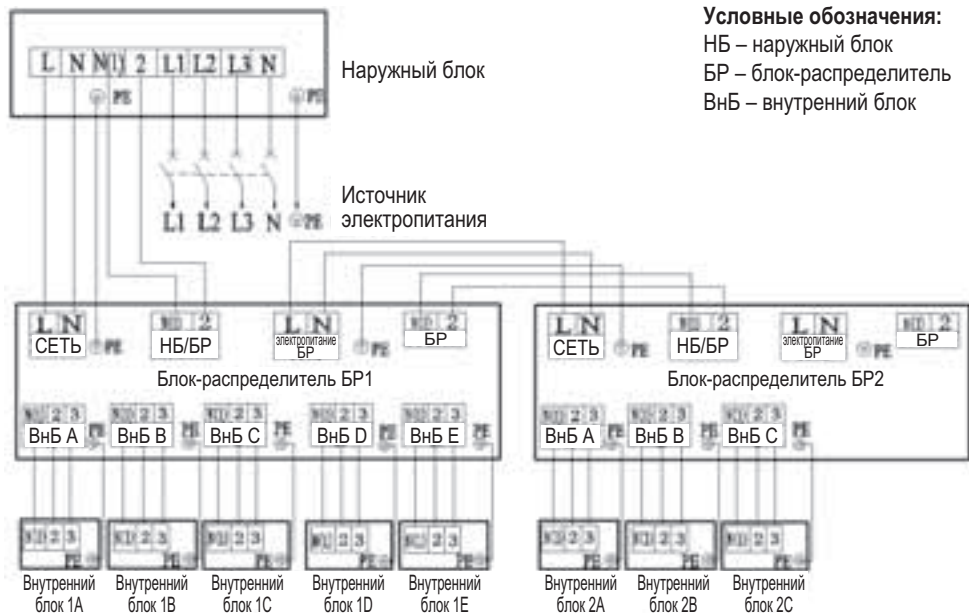 Условные обозначения:
НБ – наружный блок
БР – блок-распределитель
ВнБ – внутренний блок
L N N(1) 2 L1 L2 L3 N
Наружный блок
PE PE
Источник
электропитания
L1 L2 L3 N PE
L N N(1) 2 L N N(1) 2
СЕТЬ PE НБ/БР электропитание БР PE БР
Блок-распределитель БР1
N(1) 2 3 N(1) 2 3 N(1) 2 3 N(1) 2 3 N(1) 2 3
ВнБ A PE ВнБ B PE ВнБ C PE ВнБ D PE ВнБ E PE
L N N(1) 2 L N N(1) 2
СЕТЬ PE НБ/БР электропитание БР PE БР
Блок-распределитель БР2
N(1) 2 3 N(1) 2 3 N(1) 2 3
ВнБ A PE ВнБ B PE ВнБ C PE
N(1) 2 3 N(1) 2 3 N(1) 2 3 N(1) 2 3 N(1) 2 3 N(1) 2 3 N(1) 2 3 N(1) 2 3
PE PE PE PE PE PE PE PE
Внутренний блок 1A
Внутренний блок 1B
Внутренний блок 1C
Внутренний блок 1D
Внутренний блок 1E
Внутренний блок 2A
Внутренний блок 2B
Внутренний блок 2C